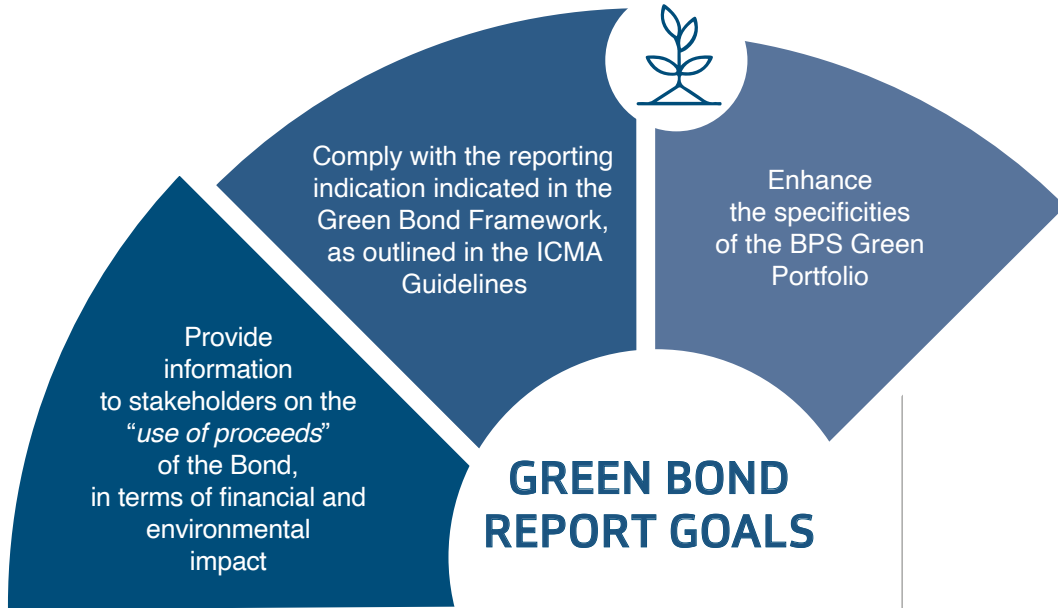 Provide
information
to stakeholders on the
“use of proceeds”
of the Bond,
in terms of financial and
environmental
impact
Comply with the reporting
indication indicated in the
Green Bond Framework,
as outlined in the ICMA
Guidelines
Enhance
the specificities
of the BPS Green
Portfolio
GREEN BOND
REPORT GOALS